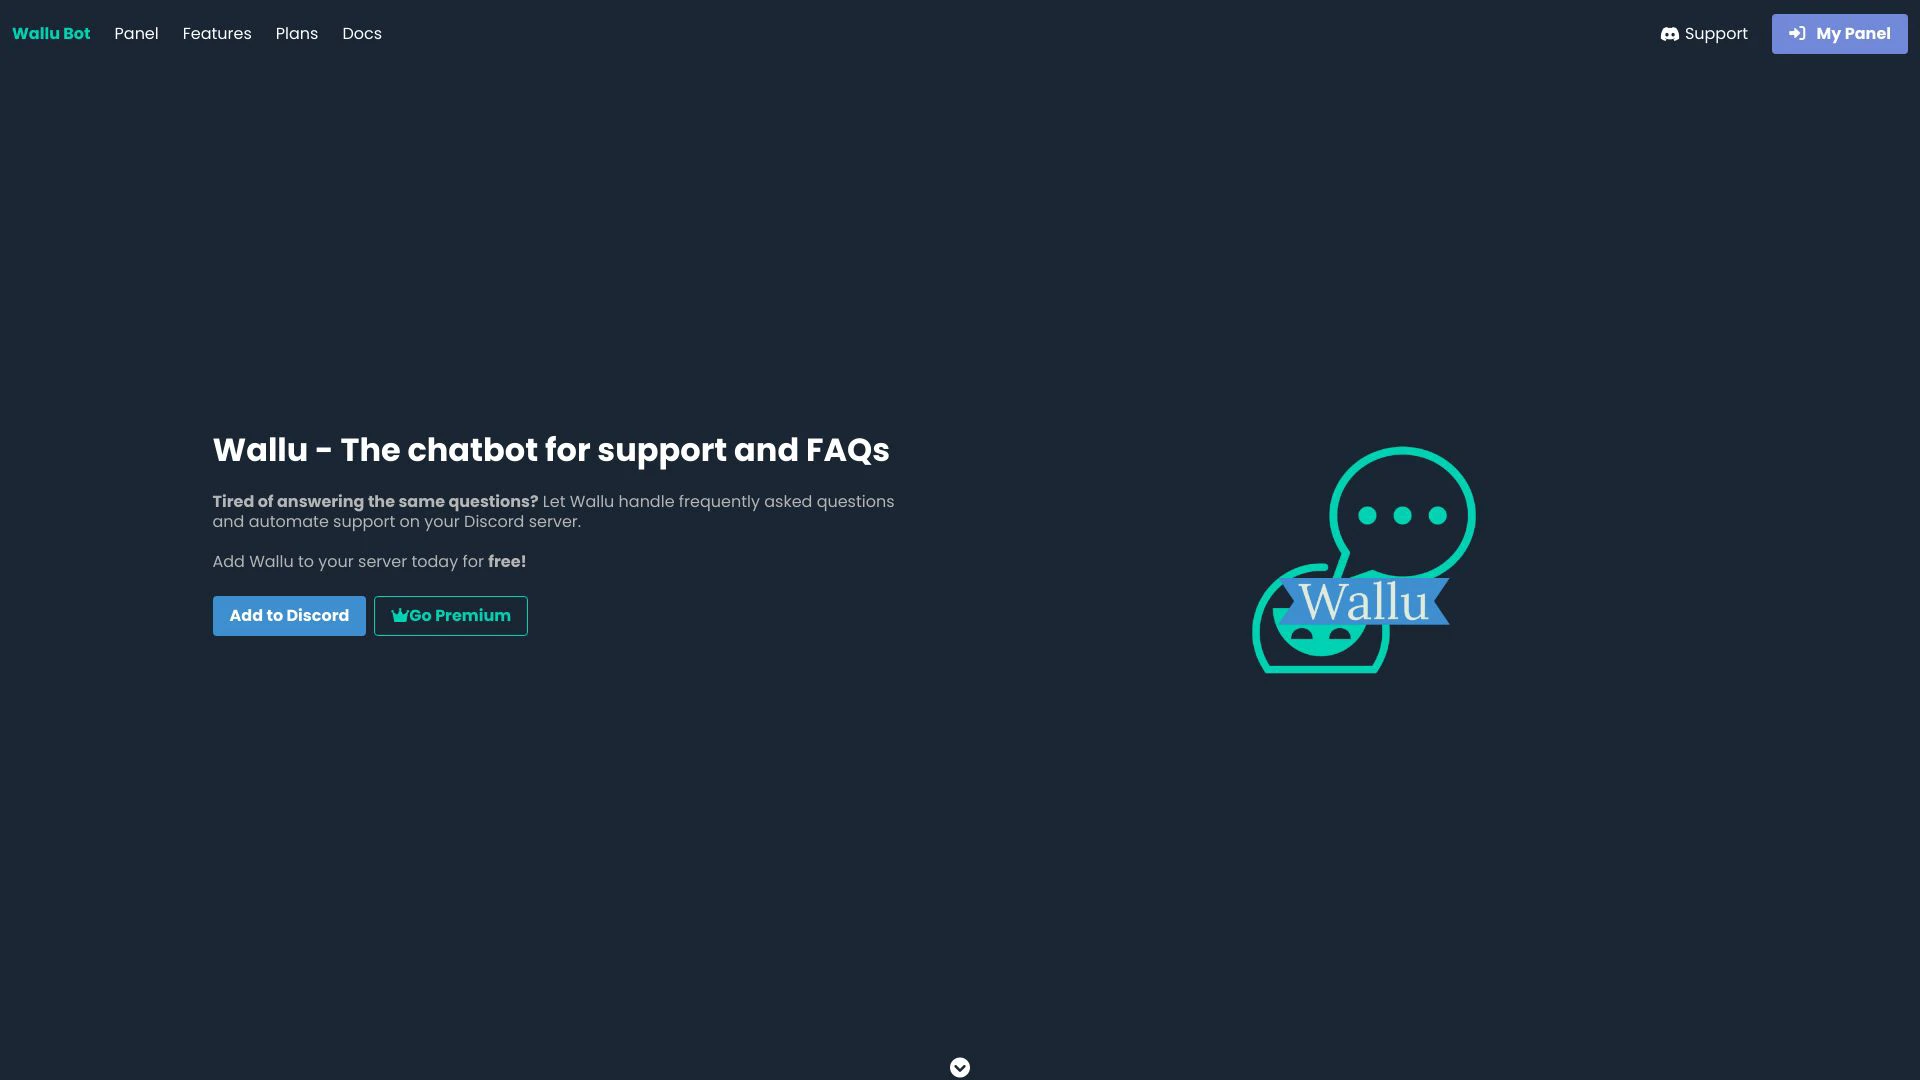 Wallu Bot Panel Features Plans Docs Support My Panel
Wallu - The chatbot for support and FAQs
Tired of answering the same questions? Let Wallu handle frequently asked questions
and automate support on your Discord server.
Add Wallu to your server today for free!
Add to Discord Go Premium
Wallu